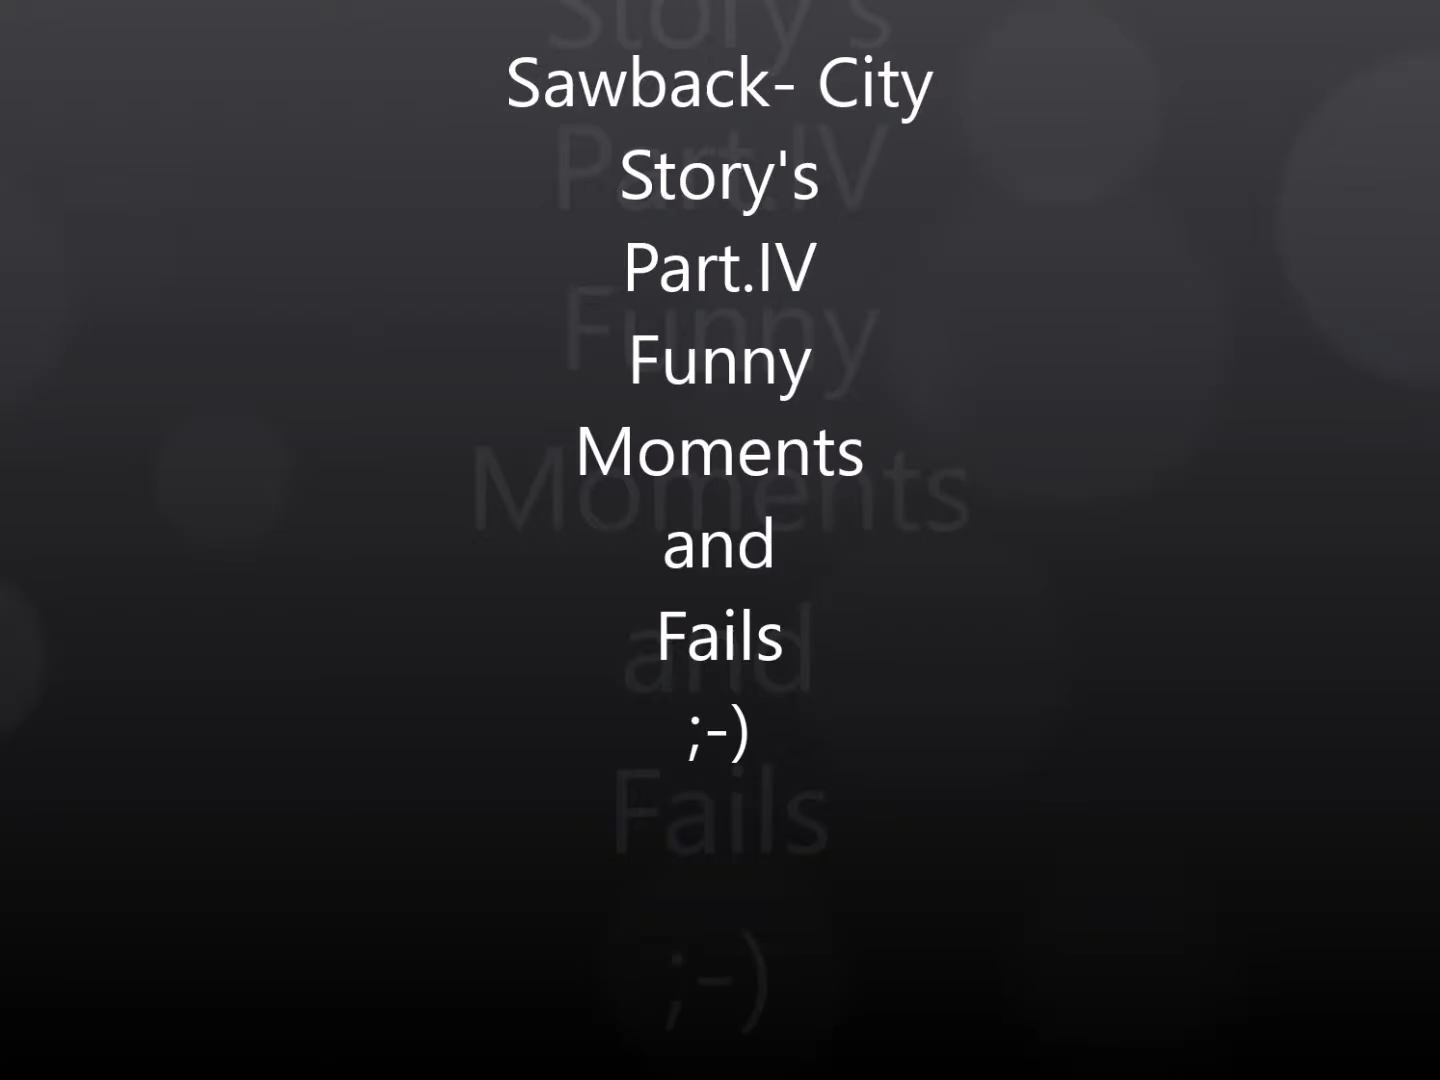 Sawback- City
Story's
Part.IV
Funny
Moments
and
Fails
;-)